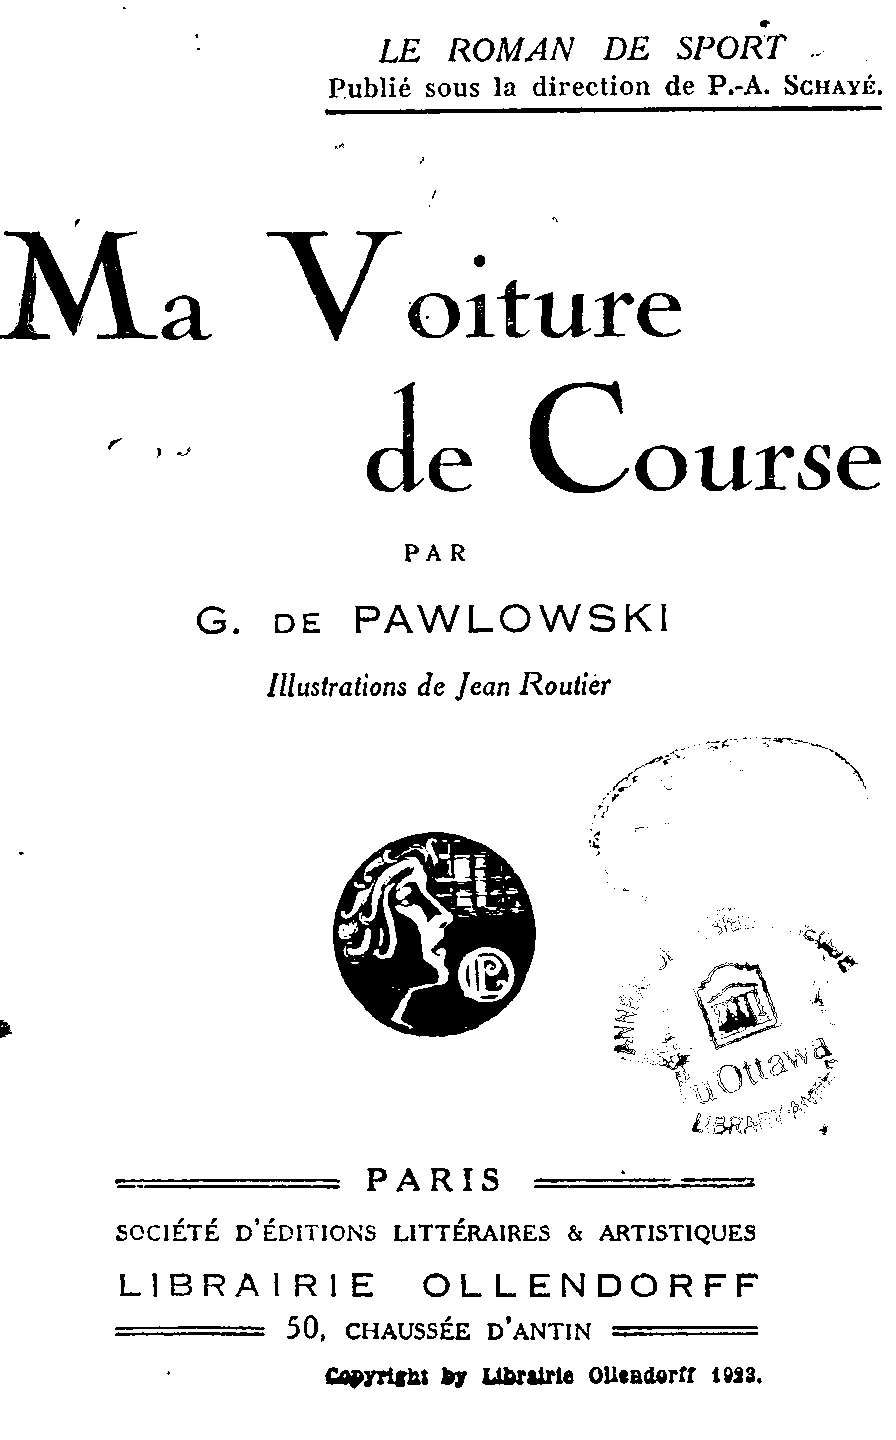 LE ROMAN DE SPORT
Publié sous la direction de P.-A. SCHAYÉ.
Ma Voiture
de Course
PAR
G. DE PAWLOWSKI
Illustrations de Jean Routier
ANNEXE
uOttawa
LIBRARY ANNEX
PARIS
SOCIÉTÉ D'ÉDITIONS LITTÉRAIRES & ARTISTIQUES
LIBRAIRIE OLLENDORFF
50, CHAUSSÉE D'ANTIN
Copyright by Librairie Ollendorff 1923.